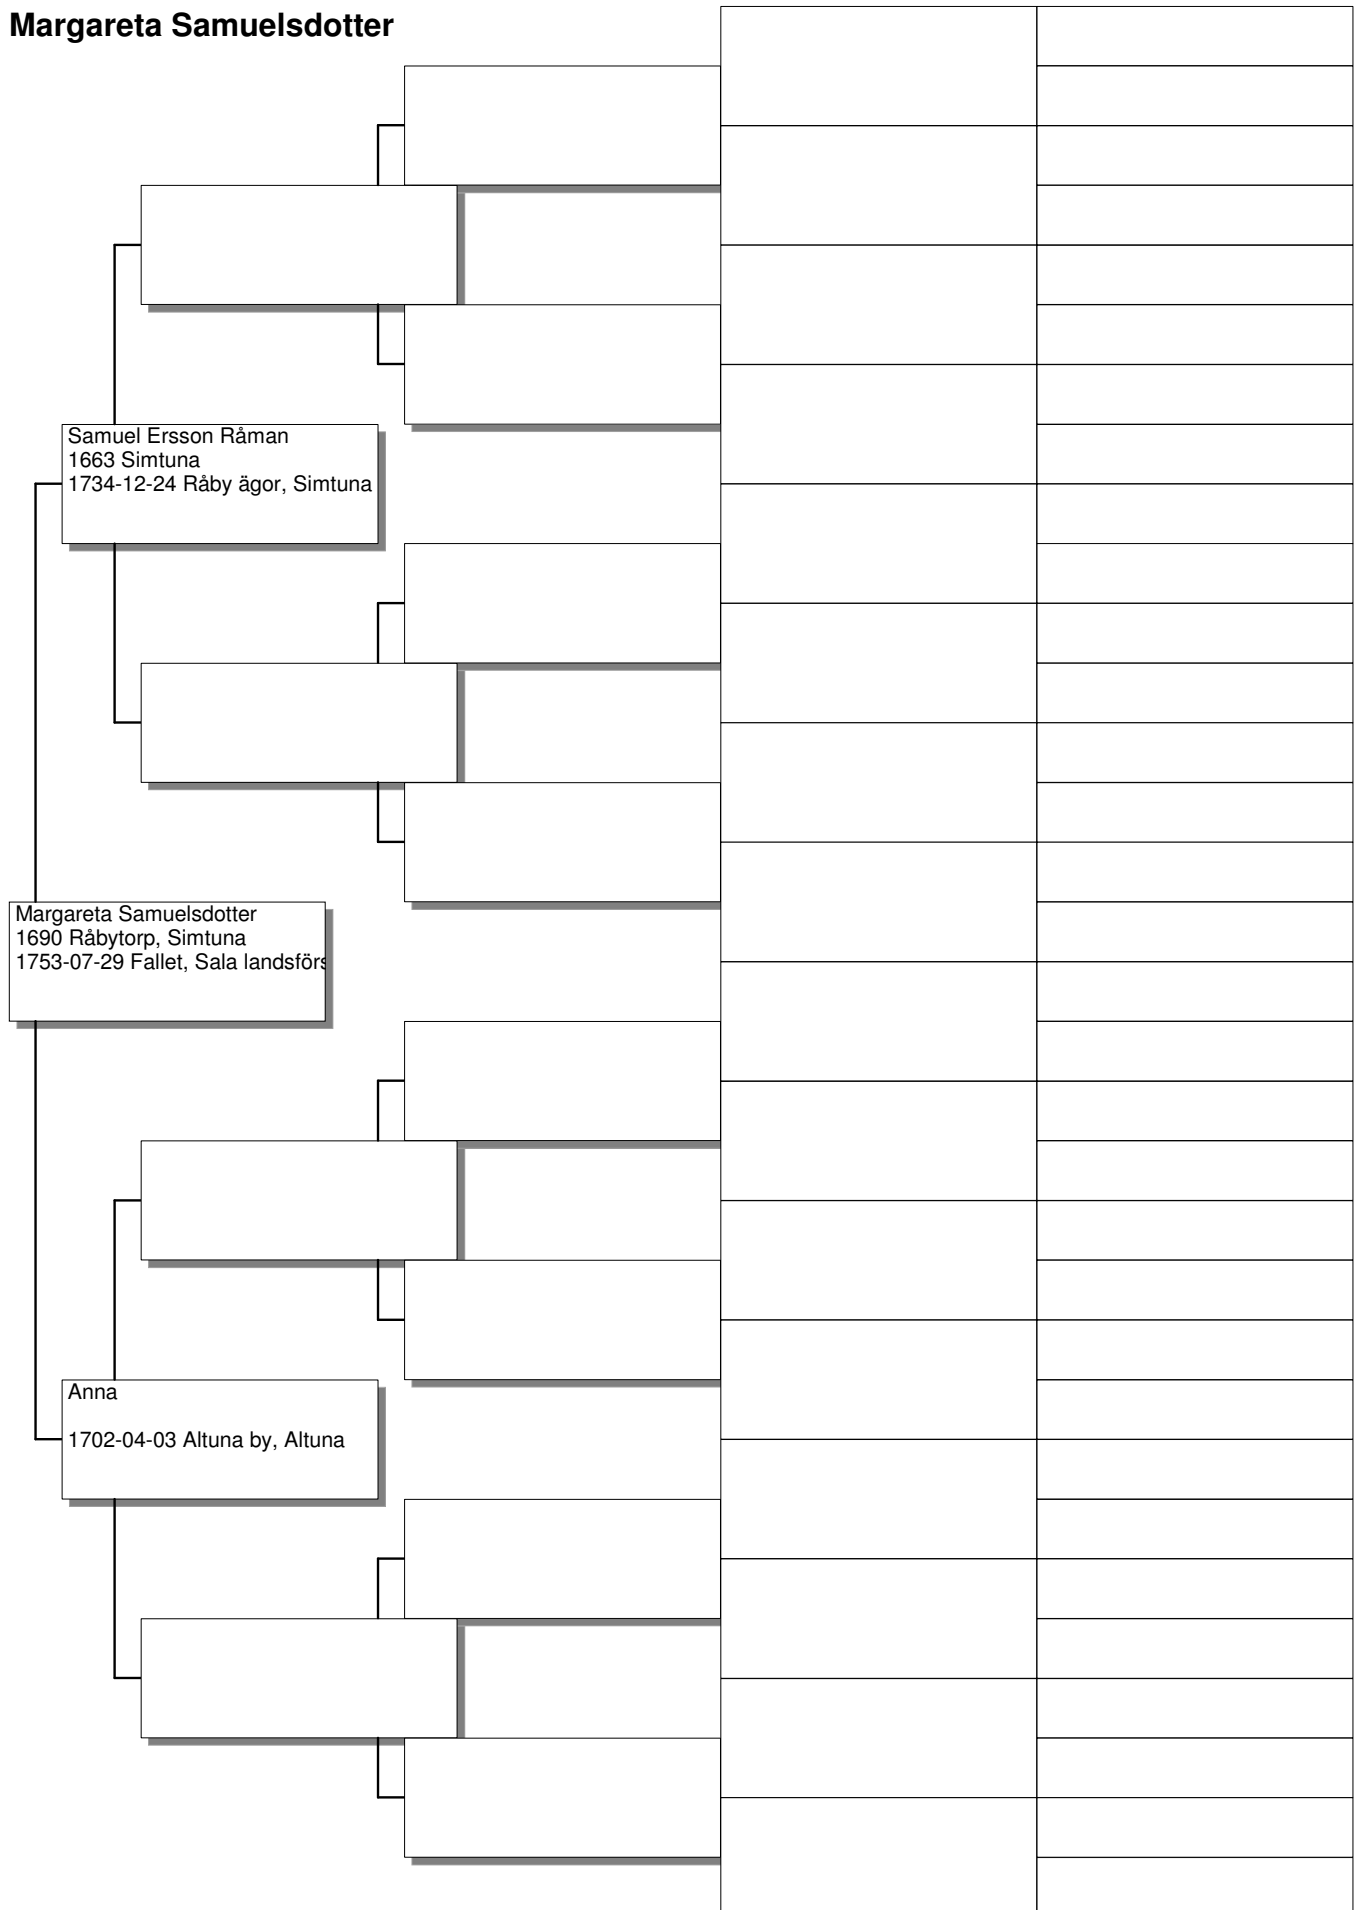 Margareta Samuelsdotter
Samuel Ersson Råman
1663 Simtuna
1734-12-24 Råby ägor, Simtuna
Margareta Samuelsdotter
1690 Råbytorp, Simtuna
1753-07-29 Fallet, Sala landsförs
Anna
1702-04-03 Altuna by, Altuna